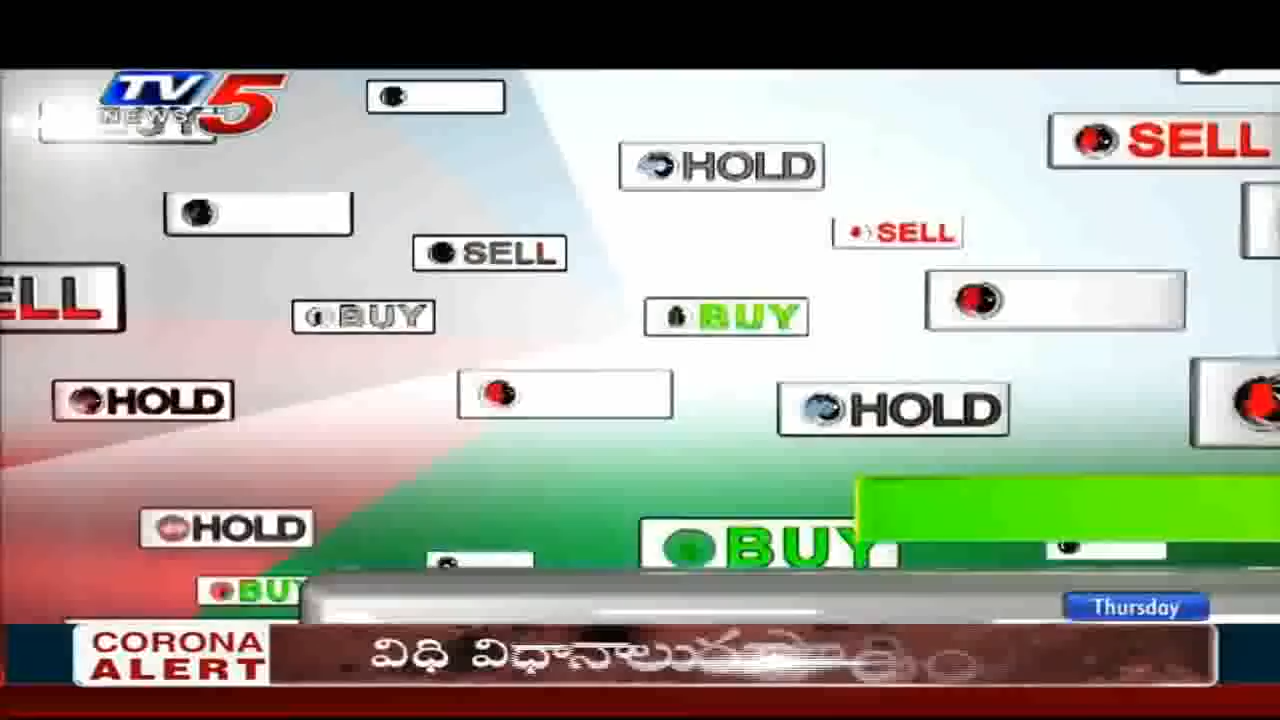 TV5
NEWS
HOLD
SELL
SELL
SELL
ELL
BUY
BUY
HOLD
HOLD
HOLD
BUY
BUY
Thursday
CORONA
ALERT
విధి విధానాలు